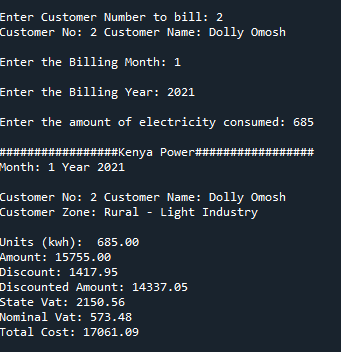 Enter Customer Number to bill: 2
Customer No: 2 Customer Name: Dolly Omosh
Enter the Billing Month: 1
Enter the Billing Year: 2021
Enter the amount of electricity consumed: 685
#################Kenya Power#################
Month: 1 Year 2021
Customer No: 2 Customer Name: Dolly Omosh
Customer Zone: Rural - Light Industry
Units (kwh):  685.00
Amount: 15755.00
Discount: 1417.95
Discounted Amount: 14337.05
State Vat: 2150.56
Nominal Vat: 573.48
Total Cost: 17061.09